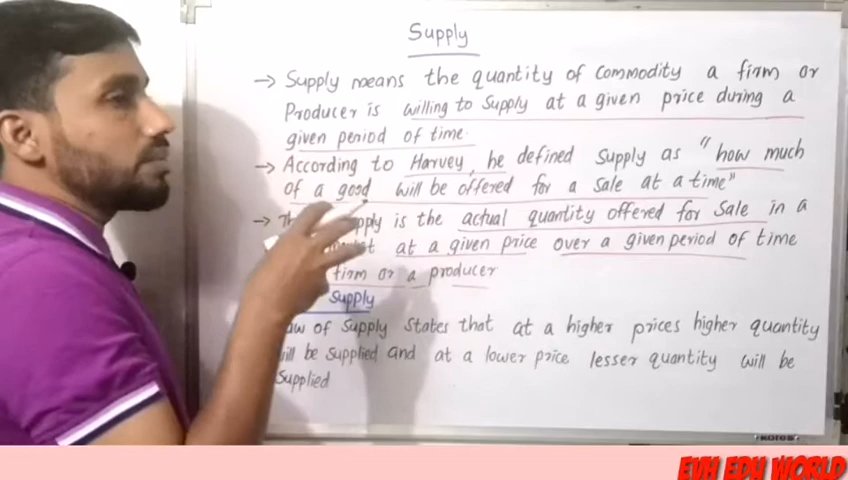 Supply
→ Supply means the quantity of Commodity a firm or
Producer is willing to Supply at a given price during a
given period of time.
→ According to Harvey, he defined Supply as "how much
of a good will be offered for a Sale at a time"
→ Supply is the actual quantity offered for Sale in a
at a given price over a given period of time
firm or a producer
Supply
Law of Supply States that at a higher prices higher quantity
will be Supplied and at a lower price lesser quantity will be
Supplied
KORES
EVH EDU WORLD